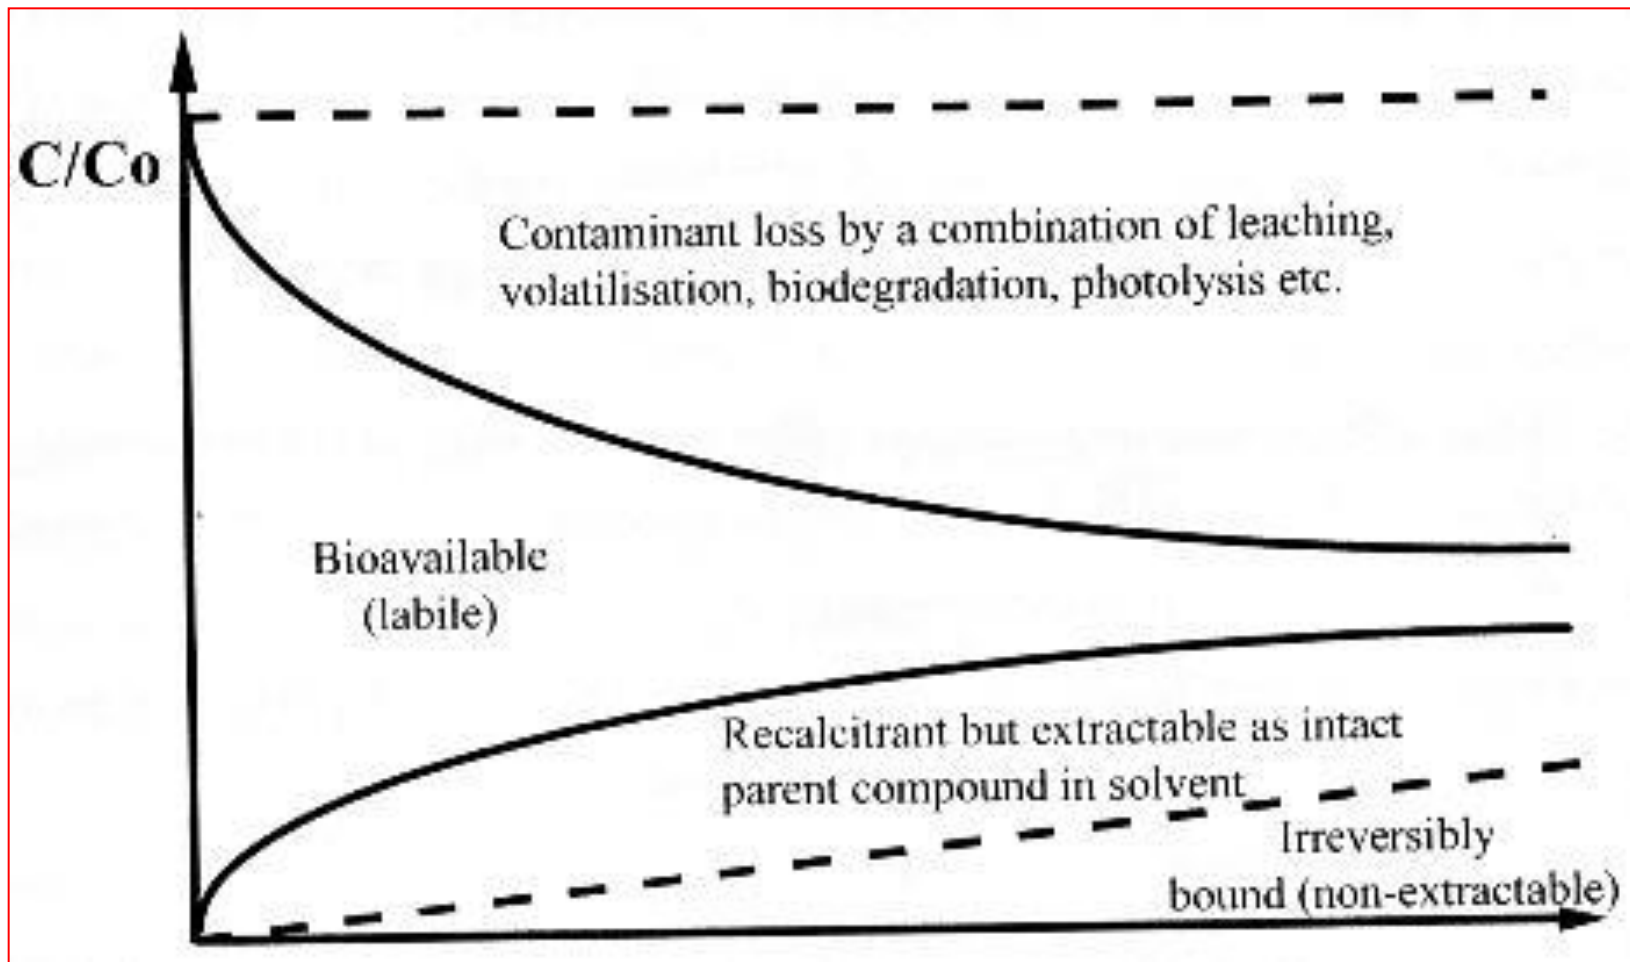 C/Co
Contaminant loss by a combination of leaching,
volatilisation, biodegradation, photolysis etc.
Bioavailable
(labile)
Recalcitrant but extractable as intact
parent compound in solvent
Irreversibly
bound (non-extractable)